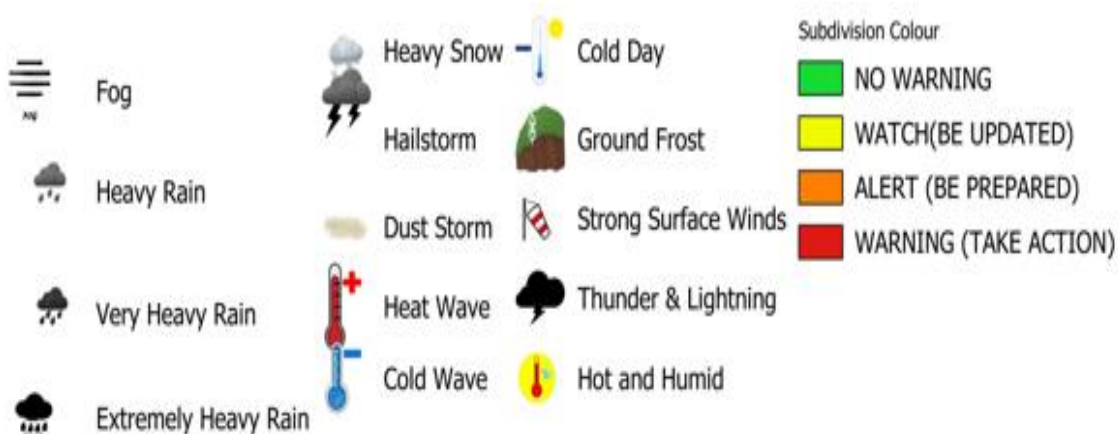 Fog
Heavy Rain
Very Heavy Rain
Extremely Heavy Rain
Heavy Snow
Hailstorm
Dust Storm
Heat Wave
Cold Wave
Cold Day
Ground Frost
Strong Surface Winds
Thunder & Lightning
Hot and Humid
Subdivision Colour
NO WARNING
WATCH(BE UPDATED)
ALERT (BE PREPARED)
WARNING (TAKE ACTION)